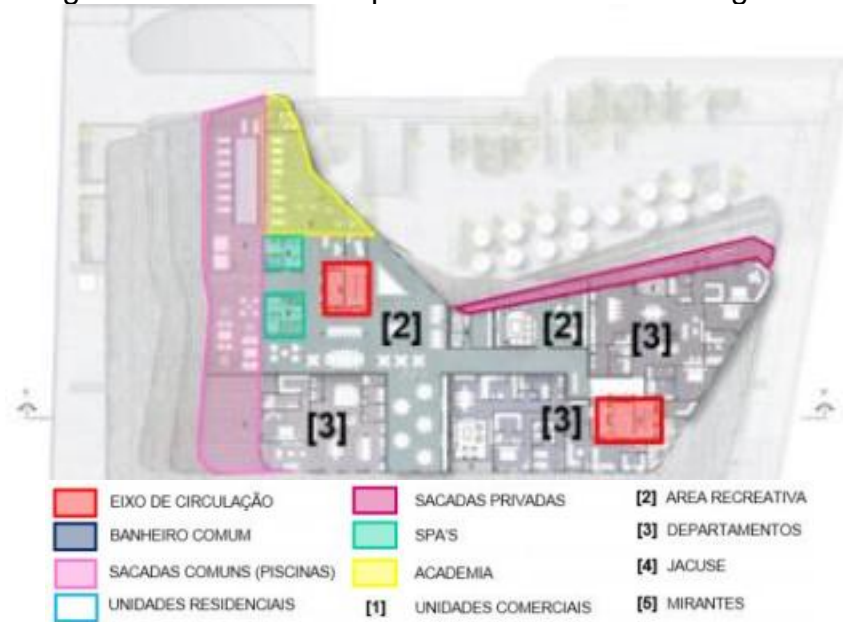 [2]
[2]
[3]
[3]
[3]
EIXO DE CIRCULAÇÃO
BANHEIRO COMUM
SACADAS COMUNS (PISCINAS)
UNIDADES RESIDENCIAIS
SACADAS PRIVADAS
SPA'S
ACADEMIA
[1] UNIDADES COMERCIAIS
[2] AREA RECREATIVA
[3] DEPARTAMENTOS
[4] JACUSE
[5] MIRANTES